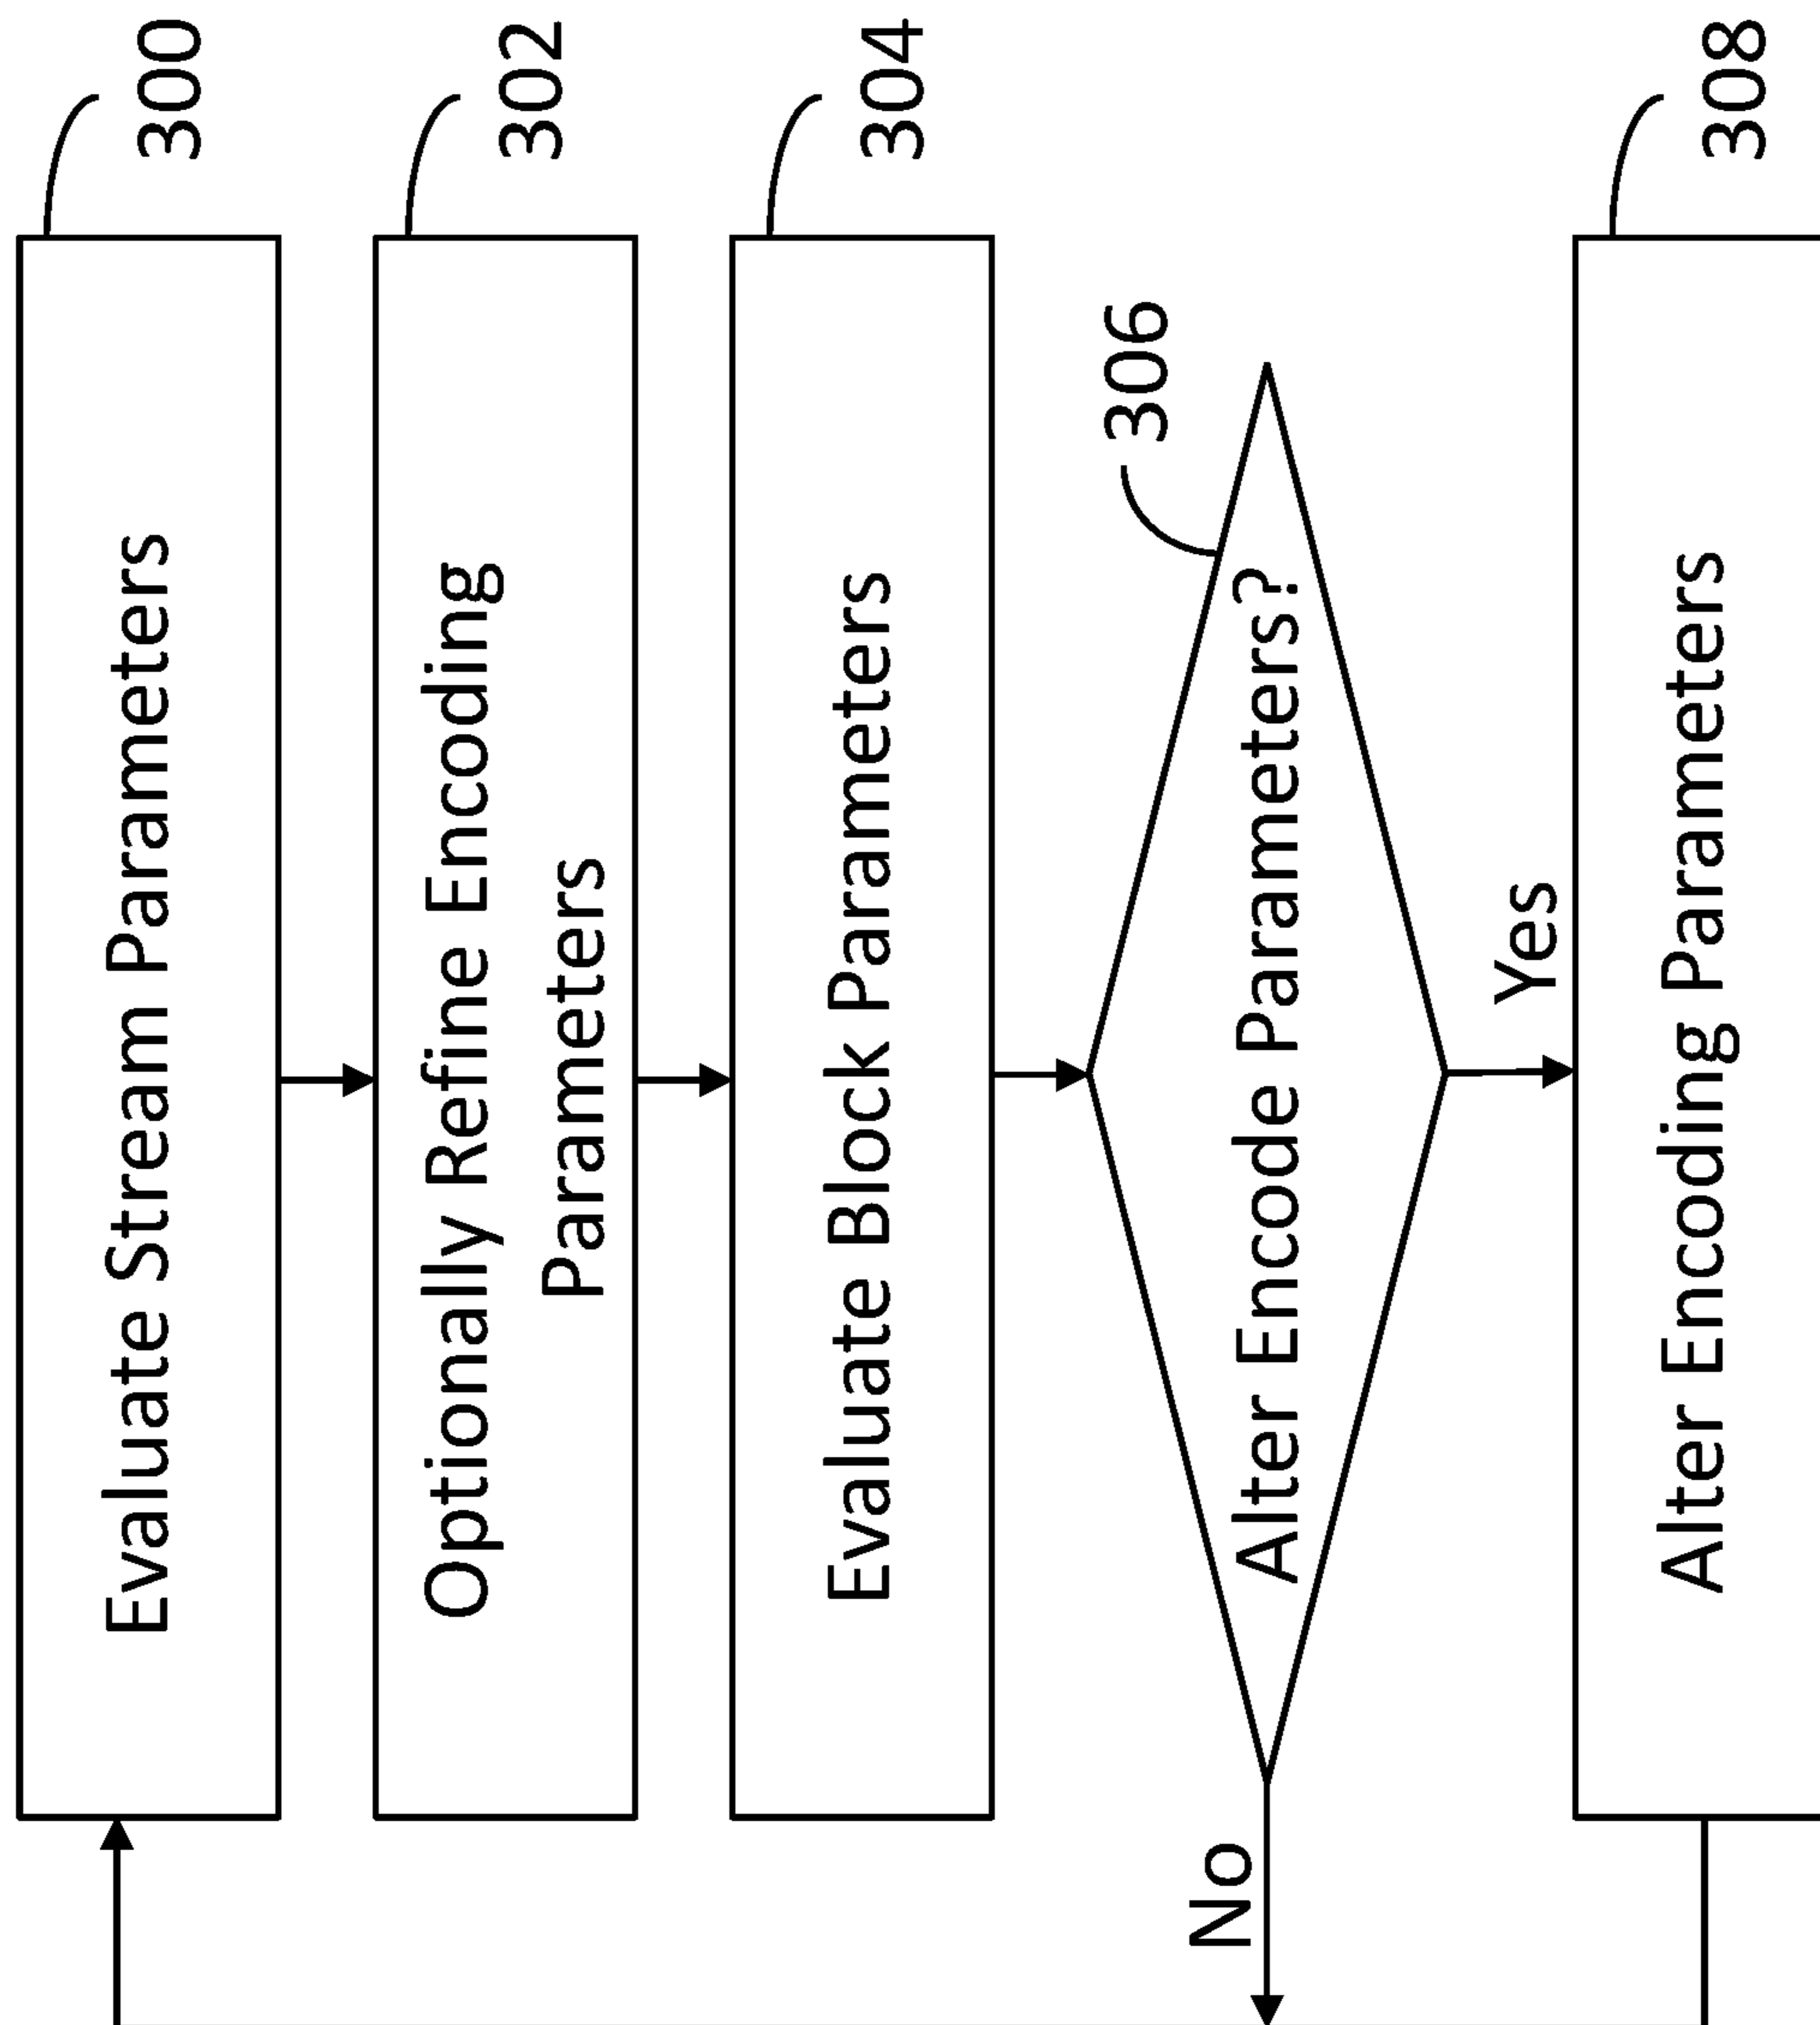 Evaluate Stream Parameters
300
Optionally Refine Encoding
Parameters
302
Evaluate Block Parameters
304
Alter Encode Parameters?
306
No
Yes
Alter Encoding Parameters
308